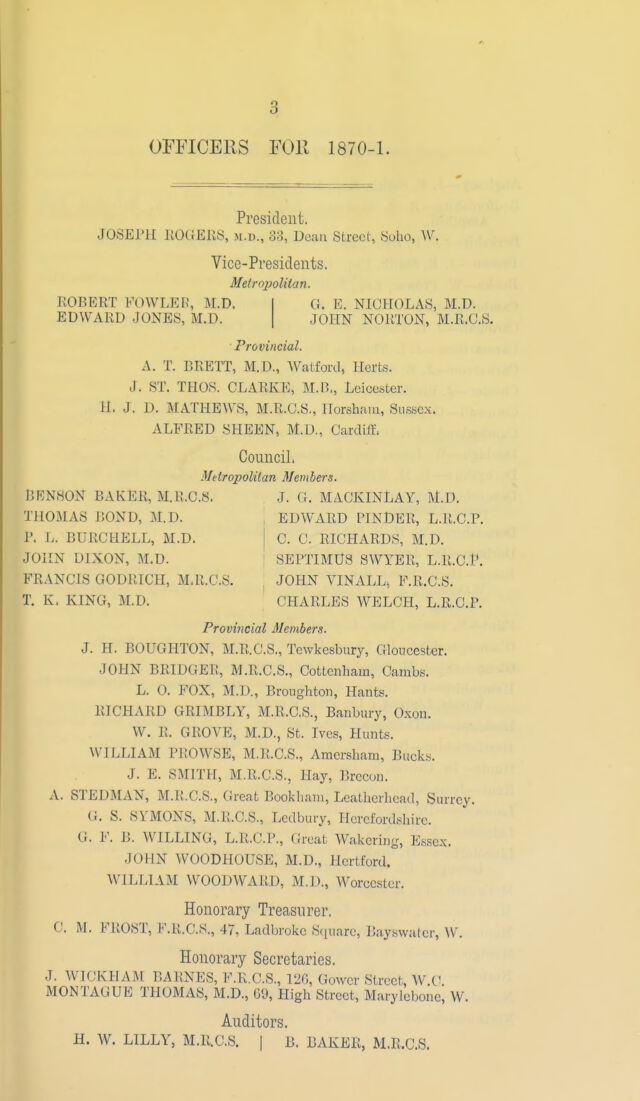 3
OFFICERS FOR 1870-1.
President.
JOSEPH ROGERS, M.D., 33, Dean Street, Soho, W.
Vice-Presidents.
Metropolitan.
ROBERT FOWLER, M.D. | G. E. NICHOLAS, M.D.
EDWARD JONES, M.D. | JOHN NORTON, M.R.C.S.
Provincial.
A. T. BRETT, M.D., Watford, Herts.
J. ST. THOS. CLARKE, M.B., Leicester.
H. J. D. MATHEWS, M.R.C.S., Horsham, Sussex.
ALFRED SHEEN, M.D., Cardiff.
Council.
Metropolitan Members.
BENSON BAKER, M.R.C.S. J. G. MACKINLAY, M.D.
THOMAS BOND, M.D. EDWARD PINDER, L.R.C.P.
P. L. BURCHELL, M.D. | C. C. RICHARDS, M.D.
JOHN DIXON, M.D. SEPTIMUS SWYER, L.R.C.P.
FRANCIS GODRICH, M.R.C.S. JOHN VINALL, F.R.C.S.
T. K. KING, M.D. CHARLES WELCH, L.R.C.P.
Provincial Members.
J. H. BOUGHTON, M.R.C.S., Tewkesbury, Gloucester.
JOHN BRIDGER, M.R.C.S., Cottenham, Cambs.
L. O. FOX, M.D., Broughton, Hants.
RICHARD GRIMBLY, M.R.C.S., Banbury, Oxon.
W. R. GROVE, M.D., St. Ives, Hunts.
WILLIAM PROWSE, M.R.C.S., Amersham, Bucks.
J. E. SMITH, M.R.C.S., Hay, Brecon.
A. STEDMAN, M.R.C.S., Great Bookham, Leatherhead, Surrey.
G. S. SYMONS, M.R.C.S., Ledbury, Herefordshire.
G. F. B. WILLING, L.R.C.P., Great Wakering, Essex.
JOHN WOODHOUSE, M.D., Hertford.
WILLIAM WOODWARD, M.D., Worcester.
Honorary Treasurer.
C. M. FROST, F.R.C.S., 47, Ladbroke Square, Bayswater, W.
Honorary Secretaries.
J. WICKHAM BARNES, F.R.C.S., 126, Gower Street, W.C.
MONTAGUE THOMAS, M.D., 69, High Street, Marylebone, W.
Auditors.
H. W. LILLY, M.R.C.S. | B. BAKER, M.R.C.S.